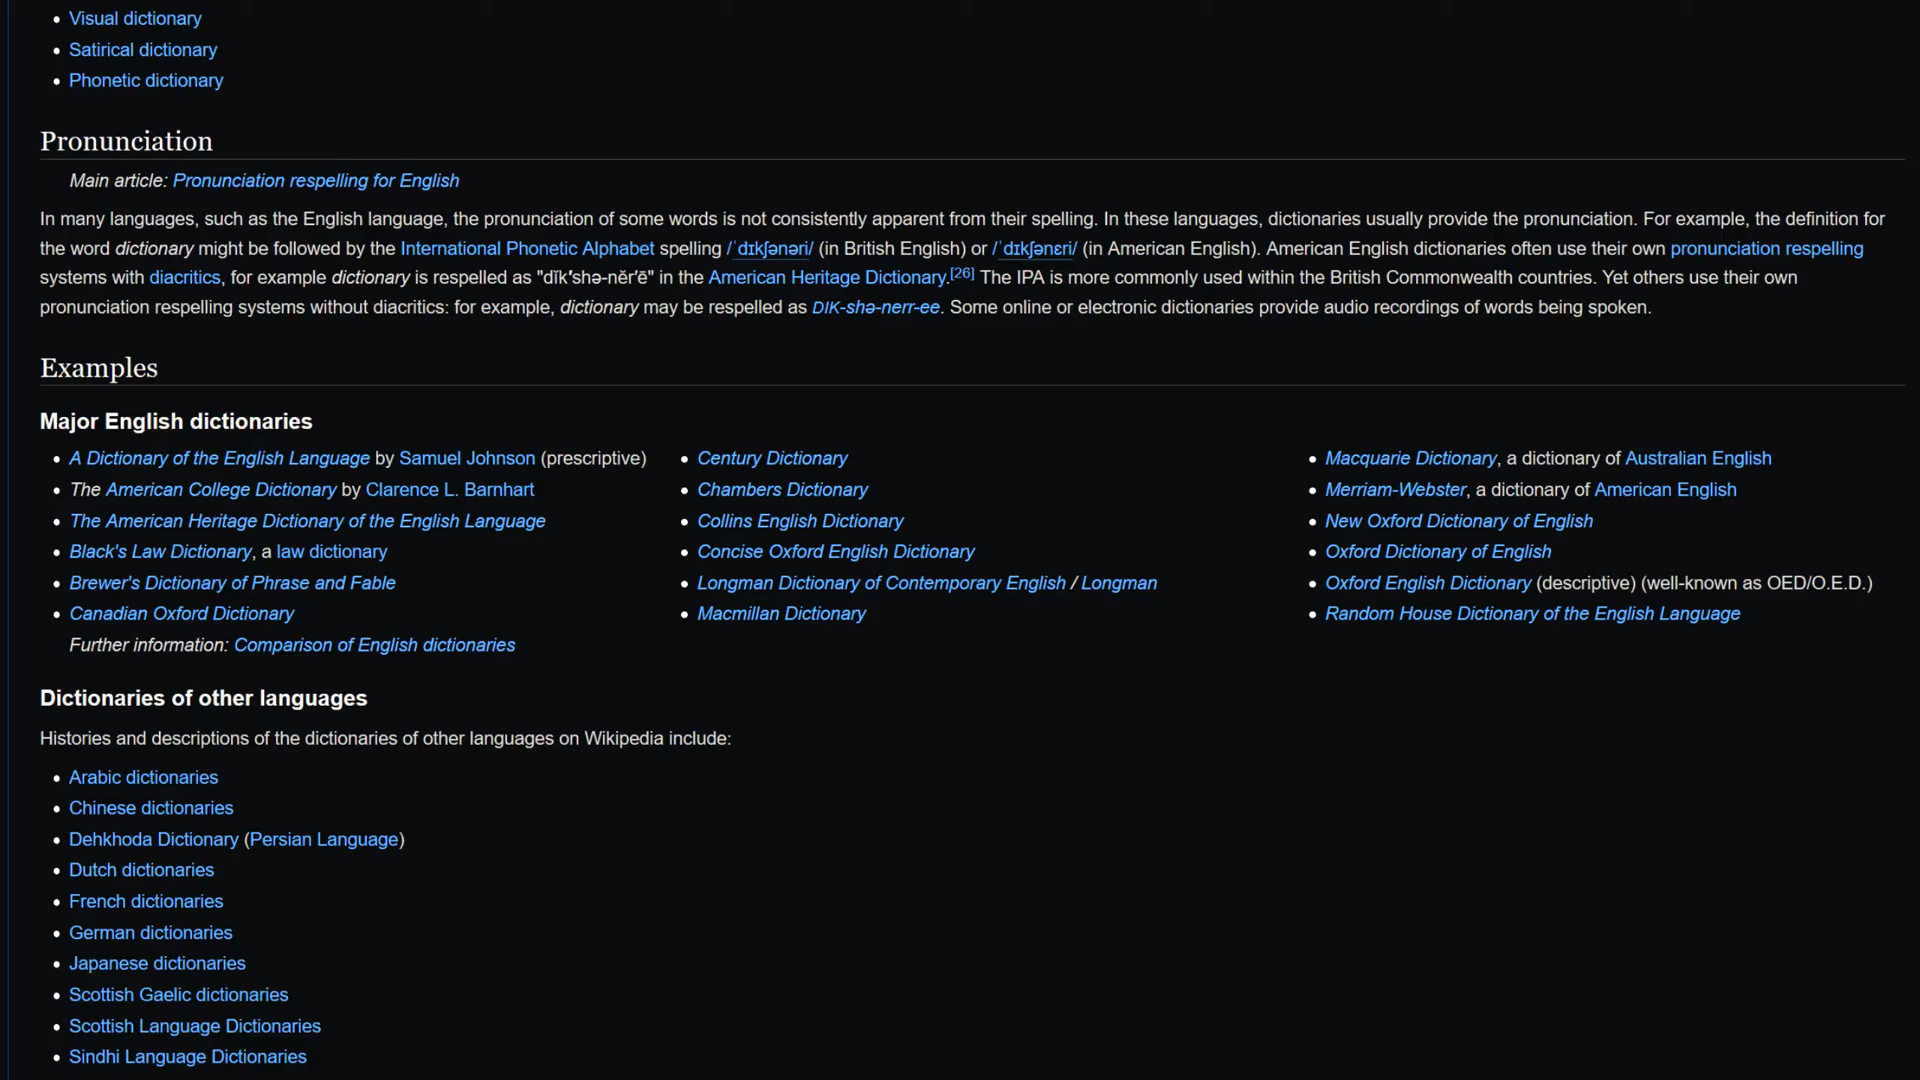 Visual dictionary
Satirical dictionary
Phonetic dictionary
Pronunciation
Main article: Pronunciation respelling for English
In many languages, such as the English language, the pronunciation of some words is not consistently apparent from their spelling. In these languages, dictionaries usually provide the pronunciation. For example, the definition for
the word dictionary might be followed by the International Phonetic Alphabet spelling /ˈdɪkʃənəri/ (in British English) or /ˈdɪkʃənɛri/ (in American English). American English dictionaries often use their own pronunciation respelling
systems with diacritics, for example dictionary is respelled as "dĭk′shə-nĕr′ē" in the American Heritage Dictionary.[26] The IPA is more commonly used within the British Commonwealth countries. Yet others use their own
pronunciation respelling systems without diacritics: for example, dictionary may be respelled as DIK-shə-nerr-ee. Some online or electronic dictionaries provide audio recordings of words being spoken.
Examples
Major English dictionaries
A Dictionary of the English Language by Samuel Johnson (prescriptive)
The American College Dictionary by Clarence L. Barnhart
The American Heritage Dictionary of the English Language
Black's Law Dictionary, a law dictionary
Brewer's Dictionary of Phrase and Fable
Canadian Oxford Dictionary
Century Dictionary
Chambers Dictionary
Collins English Dictionary
Concise Oxford English Dictionary
Longman Dictionary of Contemporary English / Longman
Macmillan Dictionary
Macquarie Dictionary, a dictionary of Australian English
Merriam-Webster, a dictionary of American English
New Oxford Dictionary of English
Oxford Dictionary of English
Oxford English Dictionary (descriptive) (well-known as OED/O.E.D.)
Random House Dictionary of the English Language
Further information: Comparison of English dictionaries
Dictionaries of other languages
Histories and descriptions of the dictionaries of other languages on Wikipedia include:
Arabic dictionaries
Chinese dictionaries
Dehkhoda Dictionary (Persian Language)
Dutch dictionaries
French dictionaries
German dictionaries
Japanese dictionaries
Scottish Gaelic dictionaries
Scottish Language Dictionaries
Sindhi Language Dictionaries